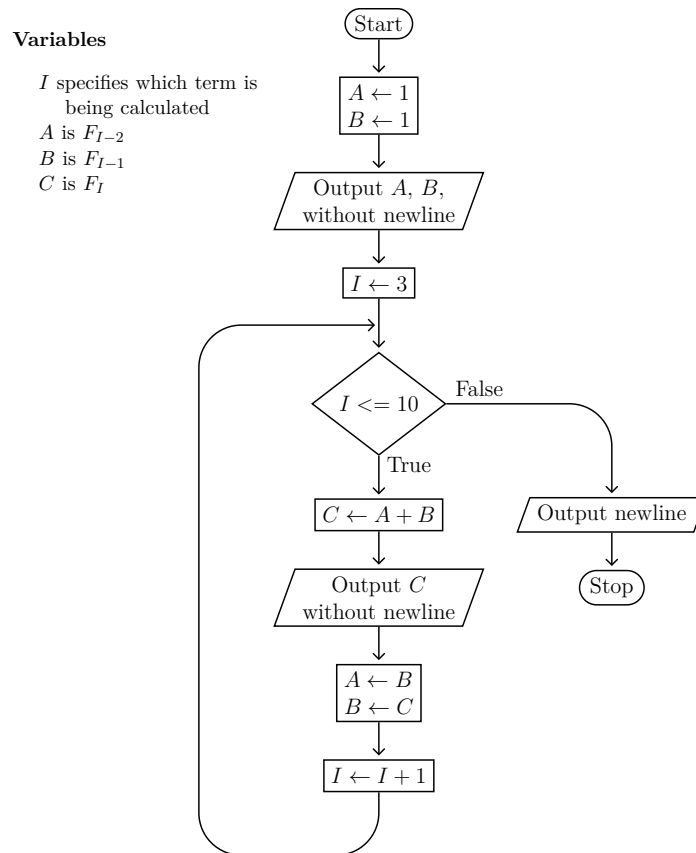 Start
Variables
I specifies which term is
being calculated
A is F_{I−2}
B is F_{I−1}
C is F_I
A ← 1
B ← 1
Output A, B,
without newline
I ← 3
I <= 10
False
True
C ← A + B
Output newline
Output C
without newline
Stop
A ← B
B ← C
I ← I + 1